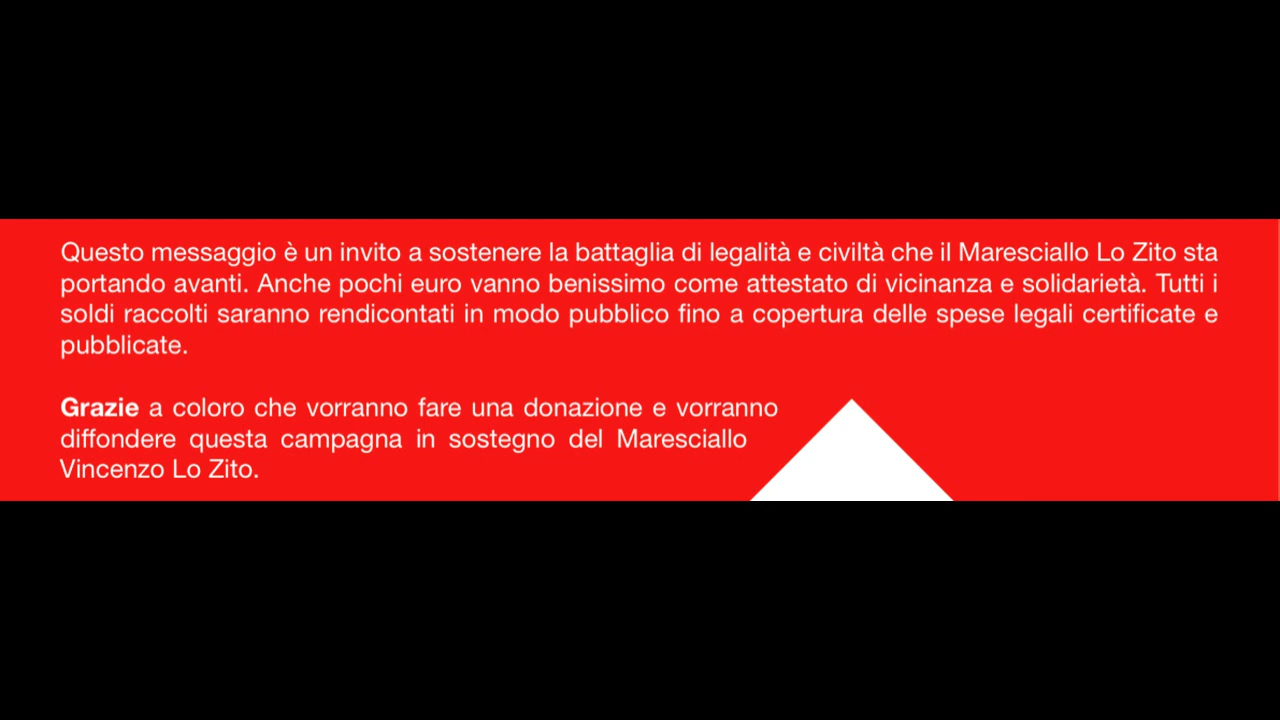 Questo messaggio è un invito a sostenere la battaglia di legalità e civiltà che il Maresciallo Lo Zito sta
portando avanti. Anche pochi euro vanno benissimo come attestato di vicinanza e solidarietà. Tutti i
soldi raccolti saranno rendicontati in modo pubblico fino a copertura delle spese legali certificate e
pubblicate.
Grazie a coloro che vorranno fare una donazione e vorranno
diffondere questa campagna in sostegno del Maresciallo
Vincenzo Lo Zito.